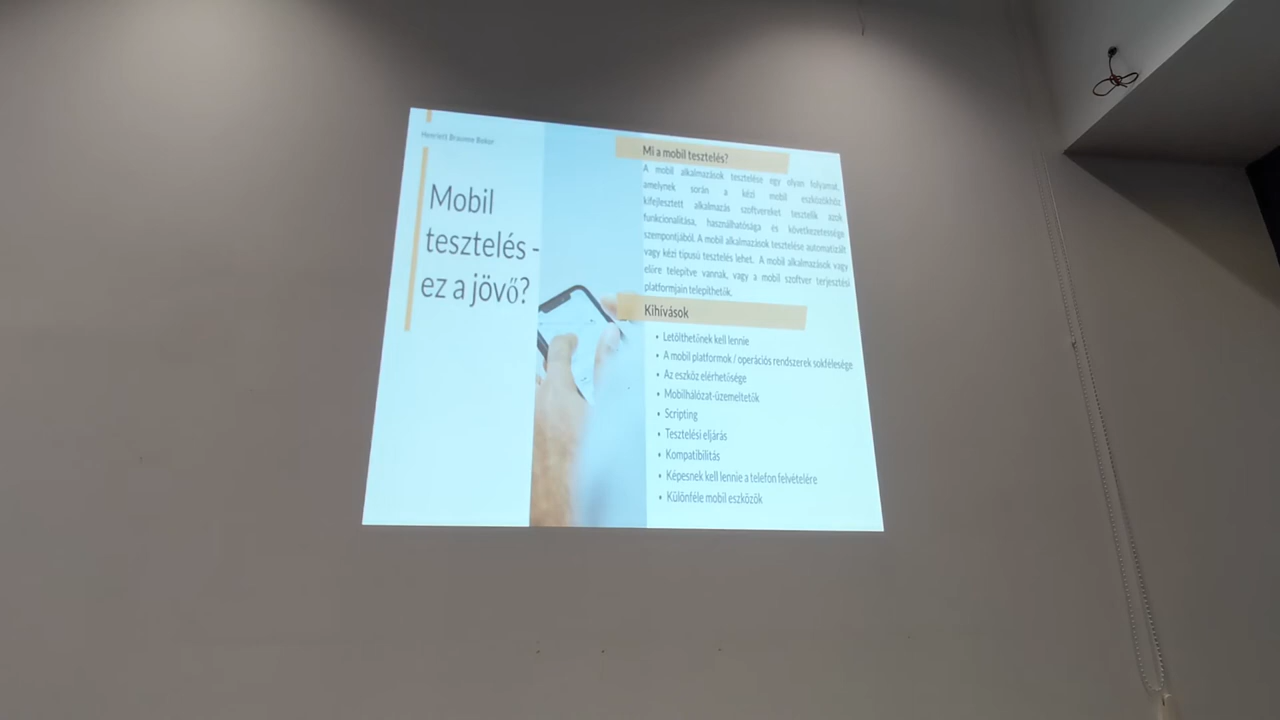 Henriett Braunné Bokor
Mobil
tesztelés -
ez a jövő?
Mi a mobil tesztelés?
A mobil alkalmazások tesztelése egy olyan folyamat,
amelynek során a kézi mobil eszközökhöz
kifejlesztett alkalmazás szoftvereket tesztelik azok
funkcionalitása, használhatósága és következetessége
szempontjából. A mobil alkalmazások tesztelése automatizált
vagy kézi típusú tesztelés lehet. A mobil alkalmazások vagy
előre telepítve vannak, vagy a mobil szoftver terjesztési
platformjain telepíthetők.
Kihívások
• Letölthetőnek kell lennie
• A mobil platformok / operációs rendszerek sokfélesége
• Az eszköz elérhetősége
• Mobilhálózat-üzemeltetők
• Scripting
• Tesztelési eljárás
• Kompatibilitás
• Képesnek kell lennie a telefon felvételére
• Különféle mobil eszközök